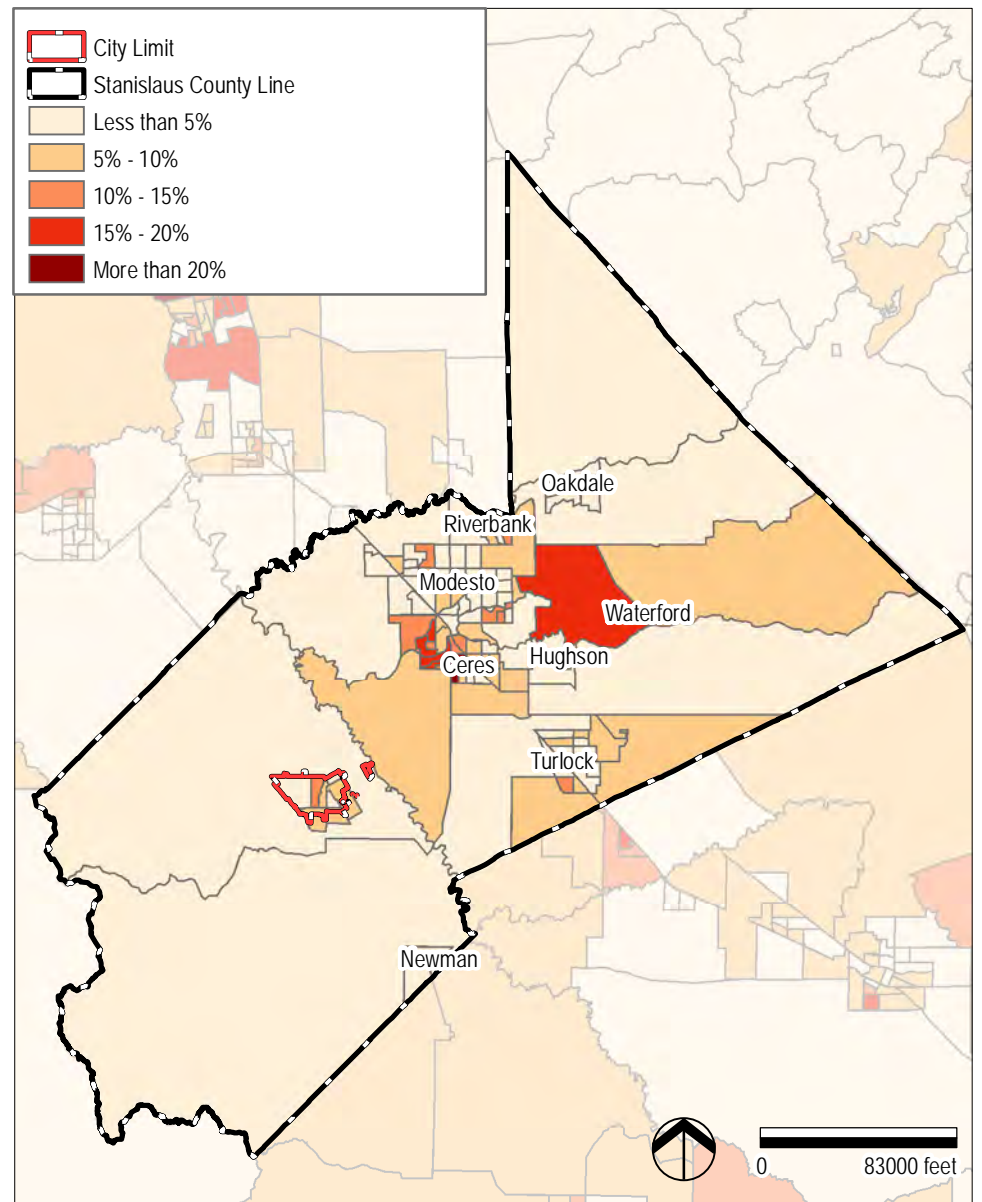 City Limit
Stanislaus County Line
Less than 5%
5% - 10%
10% - 15%
15% - 20%
More than 20%
Oakdale
Riverbank
Modesto
Waterford
Hughson
Ceres
Turlock
Newman
0 83000 feet